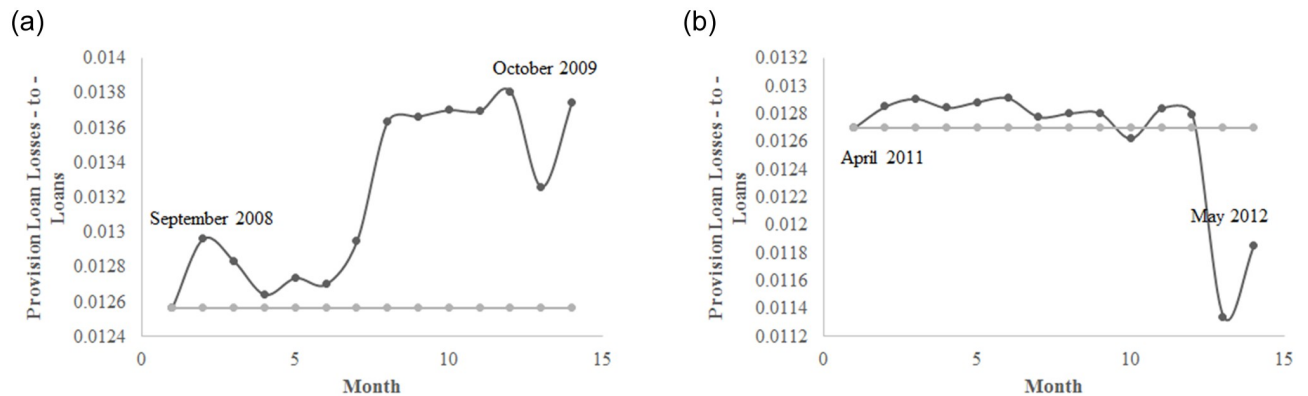 (a)
Provision Loan Losses - to -
Loans
0.014
0.0138
0.0136
0.0134
0.0132
0.013
0.0128
0.0126
0.0124
September 2008
October 2009
0
5
10
15
Month
(b)
Provision Loan Losses - to -
Loans
0.0132
0.013
0.0128
0.0126
0.0124
0.0122
0.012
0.0118
0.0116
0.0114
0.0112
April 2011
May 2012
0
5
10
15
Month